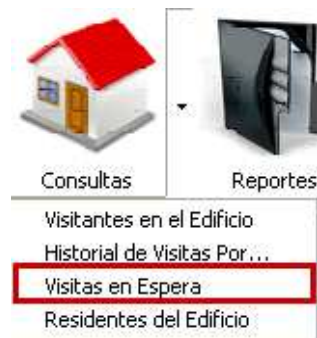 Consultas Reportes
Visitantes en el Edificio
Historial de Visitas Por...
Visitas en Espera
Residentes del Edificio